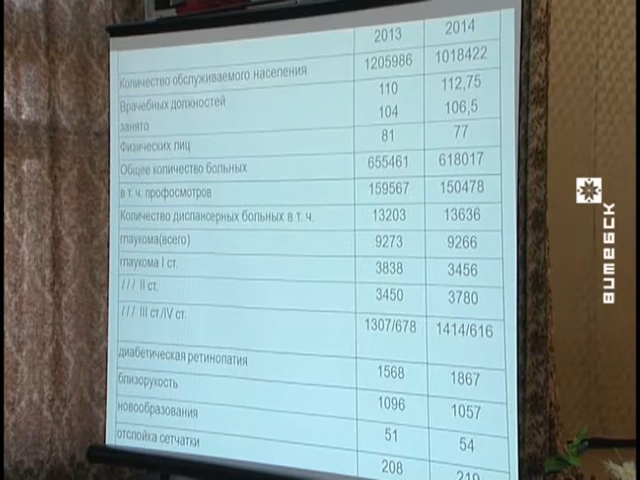 2013 2014
Количество обслуживаемого населения 1205986 1018422
Врачебных должностей 110 112,75
занято 104 106,5
Физических лиц 81 77
Общее количество больных 655461 618017
в т. ч. профосмотров 159567 150478
Количество диспансерных больных в т. ч. 13203 13636
глаукома(всего) 9273 9266
глаукома I ст. 3838 3456
/ / / II ст. 3450 3780
/ / / III ст./IV ст. 1307/678 1414/616
диабетическая ретинопатия 1568 1867
близорукость 1096 1057
новообразования 51 54
отслойка сетчатки 208
витебск